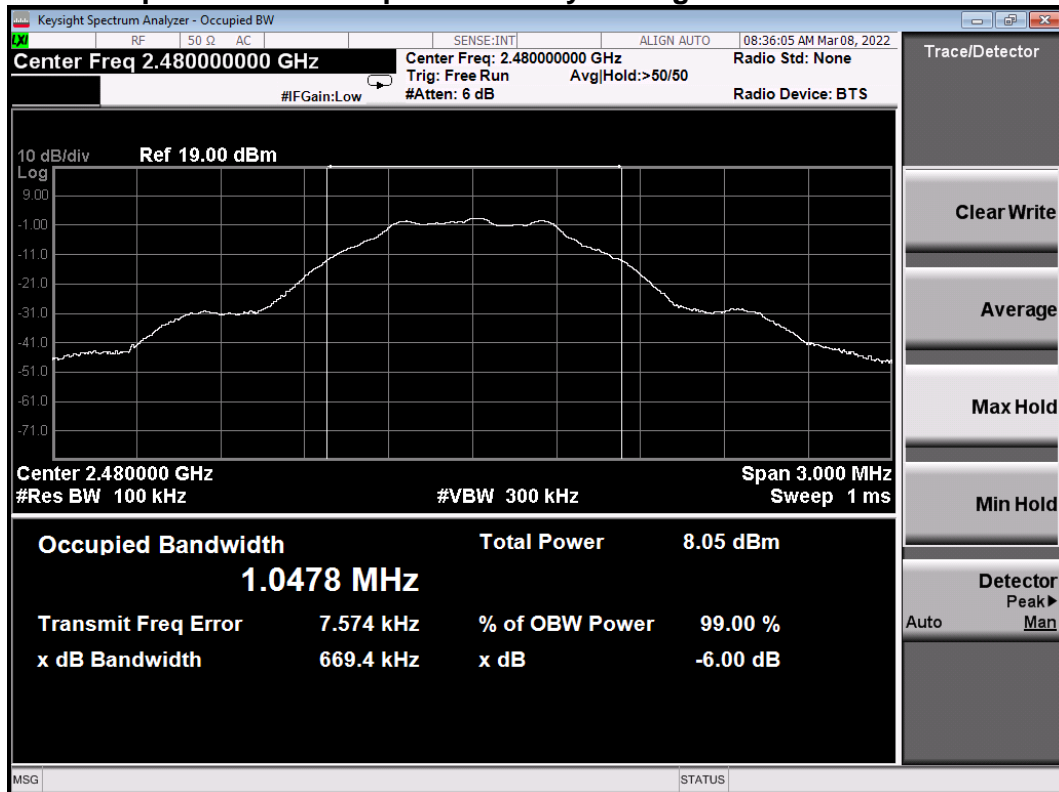 Keysight Spectrum Analyzer - Occupied BW
LXI RF 50 Ω AC SENSE:INT ALIGN AUTO 08:36:05 AM Mar 08, 2022
Center Freq 2.480000000 GHz
Center Freq: 2.480000000 GHz Radio Std: None
Trig: Free Run Avg|Hold:>50/50
#IFGain:Low #Atten: 6 dB Radio Device: BTS
10 dB/div Ref 19.00 dBm
Log
9.00
-1.00
-11.0
-21.0
-31.0
-41.0
-51.0
-61.0
-71.0
Center 2.480000 GHz Span 3.000 MHz
#Res BW 100 kHz #VBW 300 kHz Sweep 1 ms
Occupied Bandwidth Total Power 8.05 dBm
1.0478 MHz
Transmit Freq Error 7.574 kHz % of OBW Power 99.00 %
x dB Bandwidth 669.4 kHz x dB -6.00 dB
MSG STATUS
Trace/Detector
Clear Write
Average
Max Hold
Min Hold
Detector
Peak▶
Auto Man